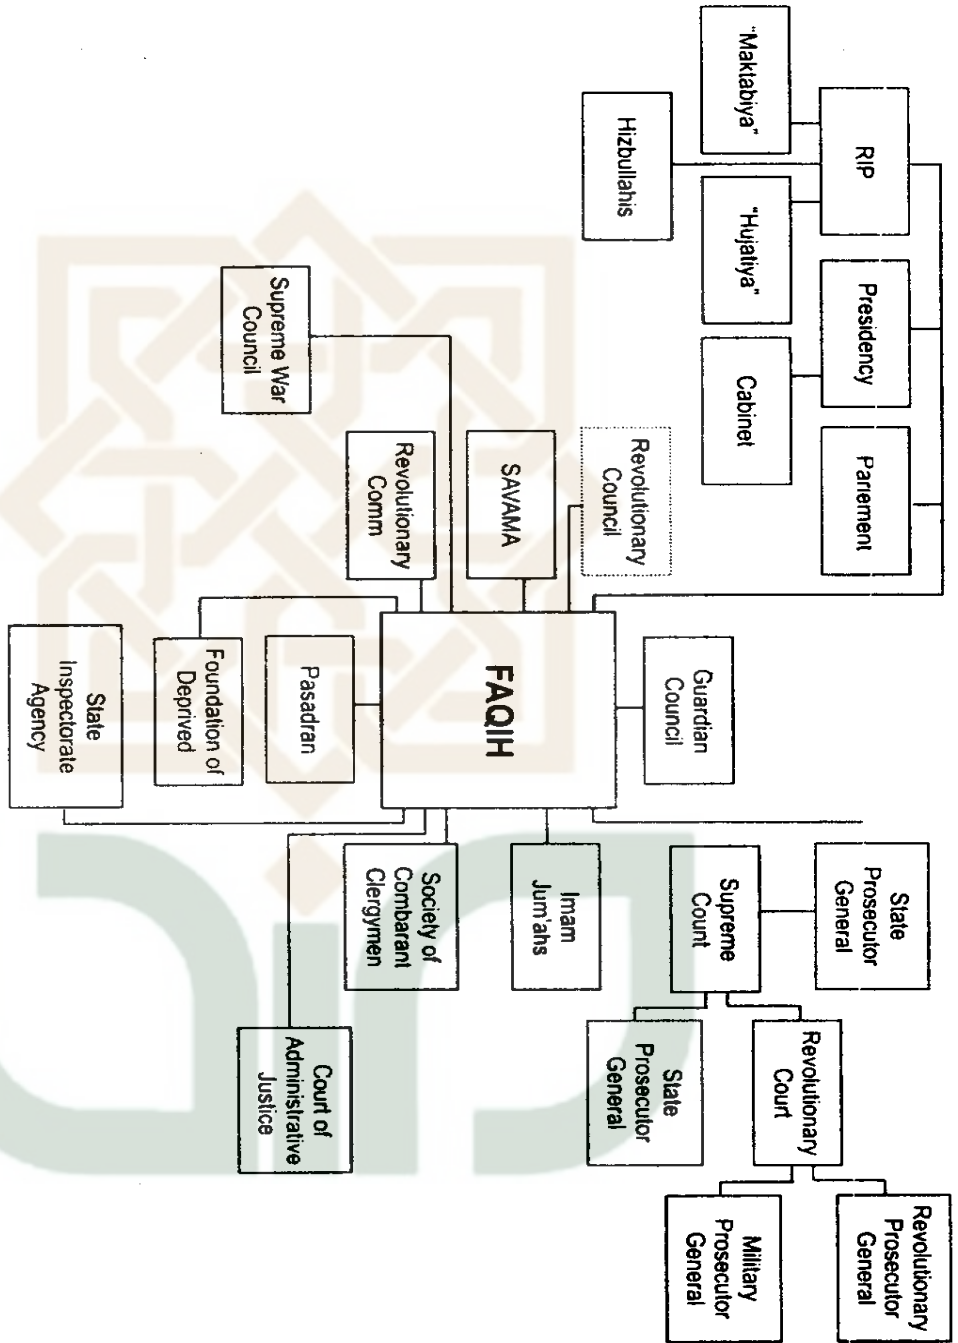 RIP
Presidency
Pariement
State
Prosecutor
General
Revolutionary
Prosecutor
General
"Maktabiya"
"Hujatiya"
Cabinet
Guardian
Council
Supreme
Count
Revolutionary
Court
Military
Prosecutor
General
Hizbullahis
Revolutionary
Council
State
Prosecutor
General
SAVAMA
FAQIH
Imam
Jum'ahs
Revolutionary
Comm
Society of
Combarant
Clergymen
Supreme War
Council
Pasadran
Foundation of
Deprived
Court of
Administrative
Justice
State
Inspectorate
Agency